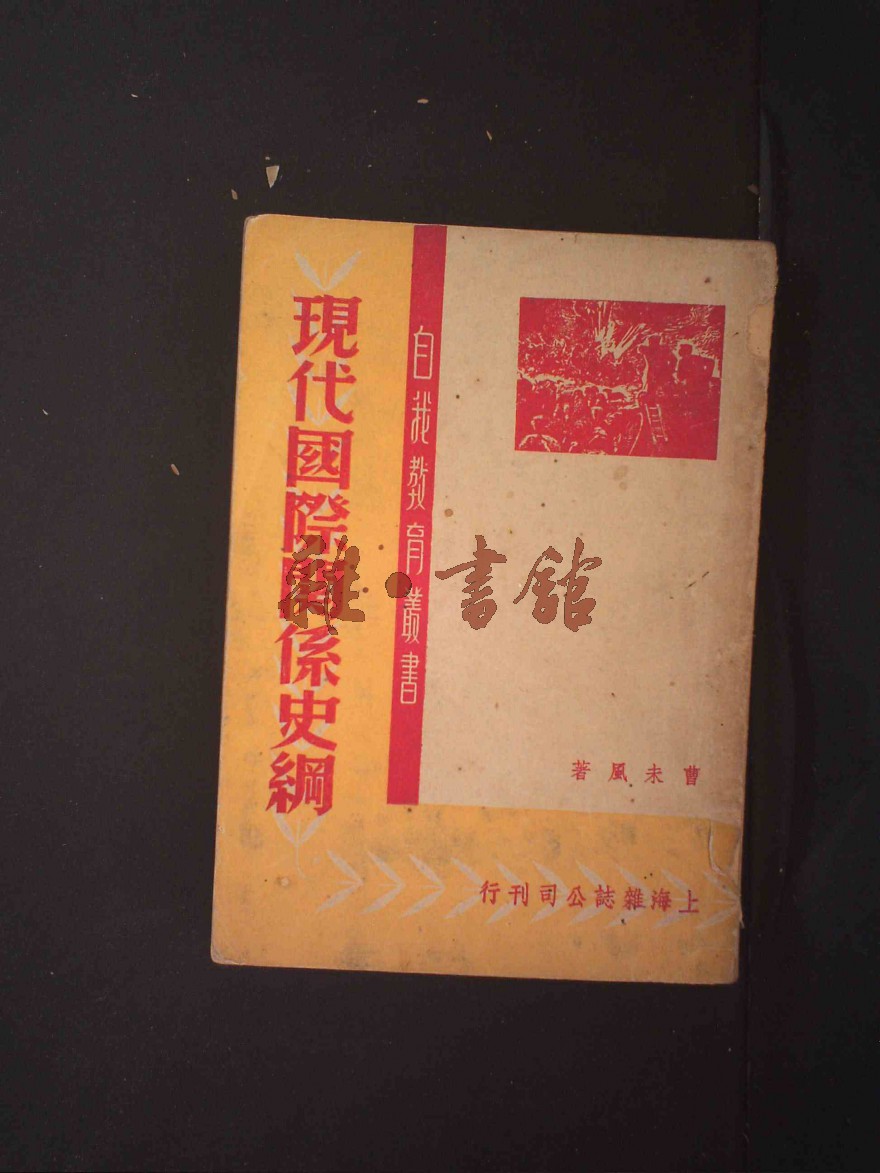 現代國際關係史綱
自我教育叢書
曹未風著
上海雜誌公司刊行
雜·書館